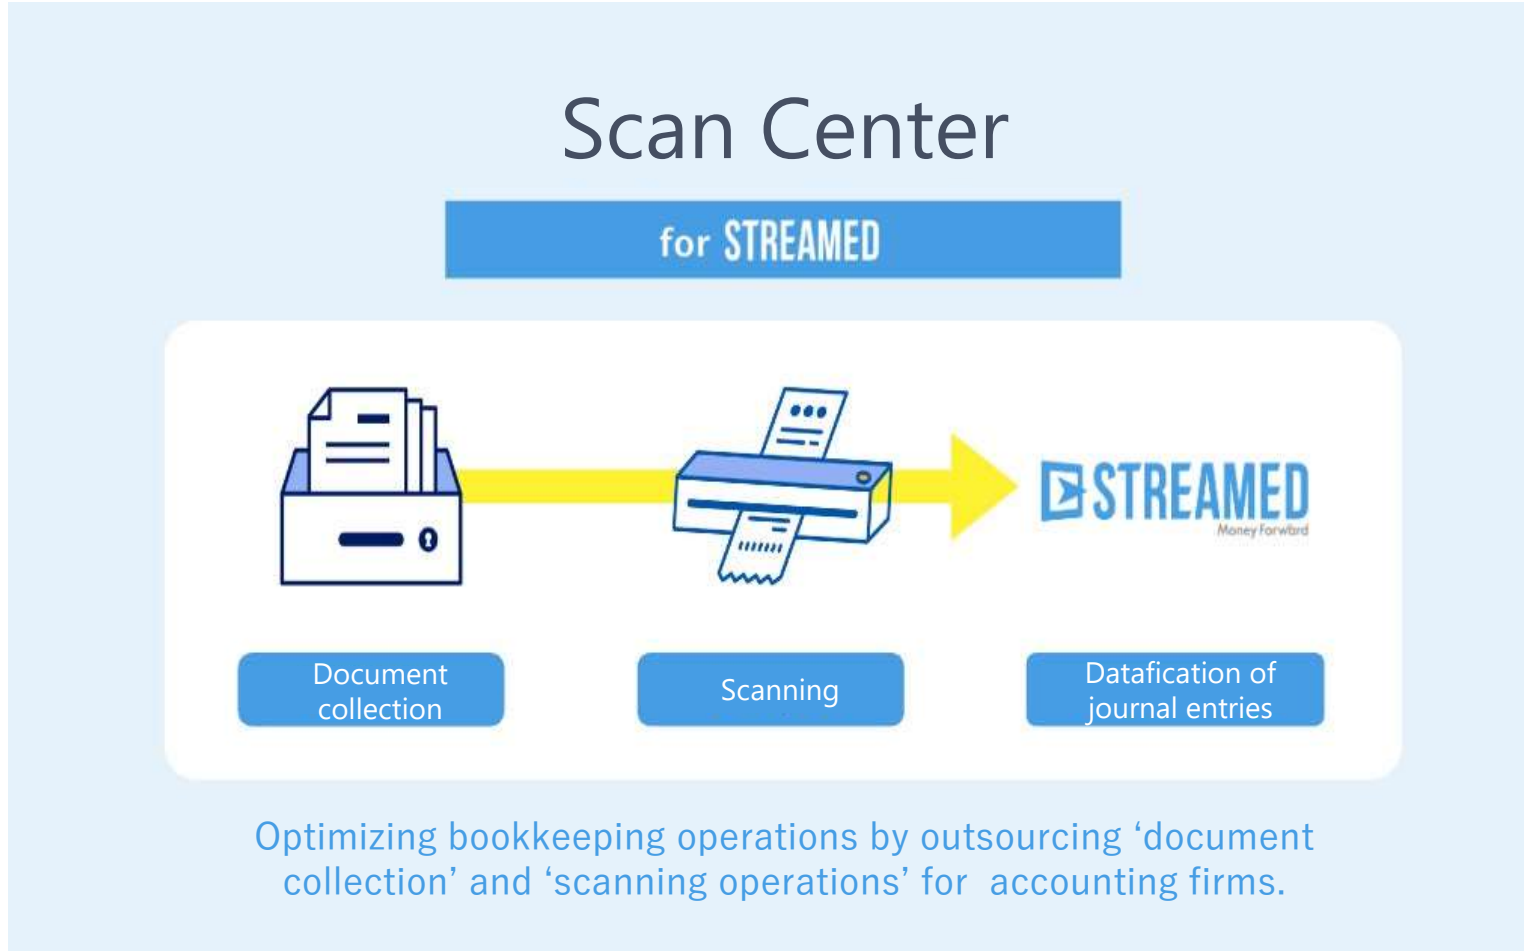 Scan Center
for STREAMED
STREAMED
Money Forward
Document
collection
Scanning
Datafication of
journal entries
Optimizing bookkeeping operations by outsourcing ‘document
collection’ and ‘scanning operations’ for  accounting firms.